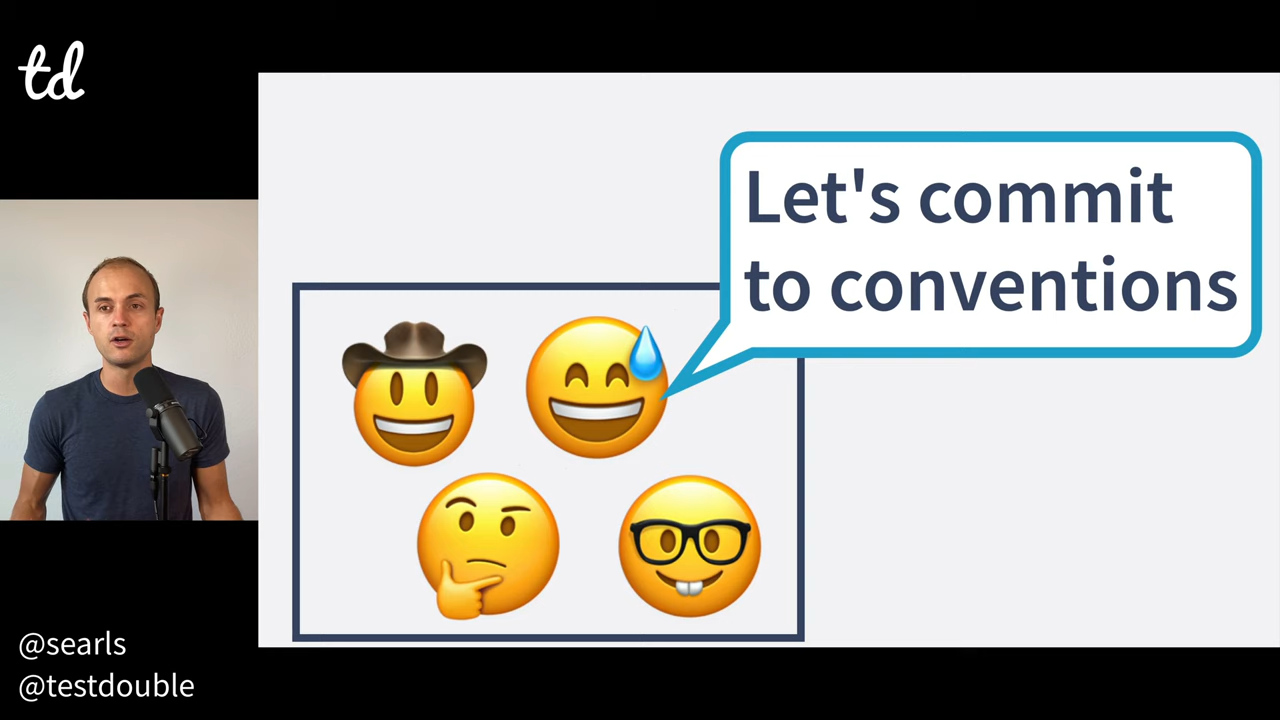 td
Let's commit
to conventions
@searls
@testdouble